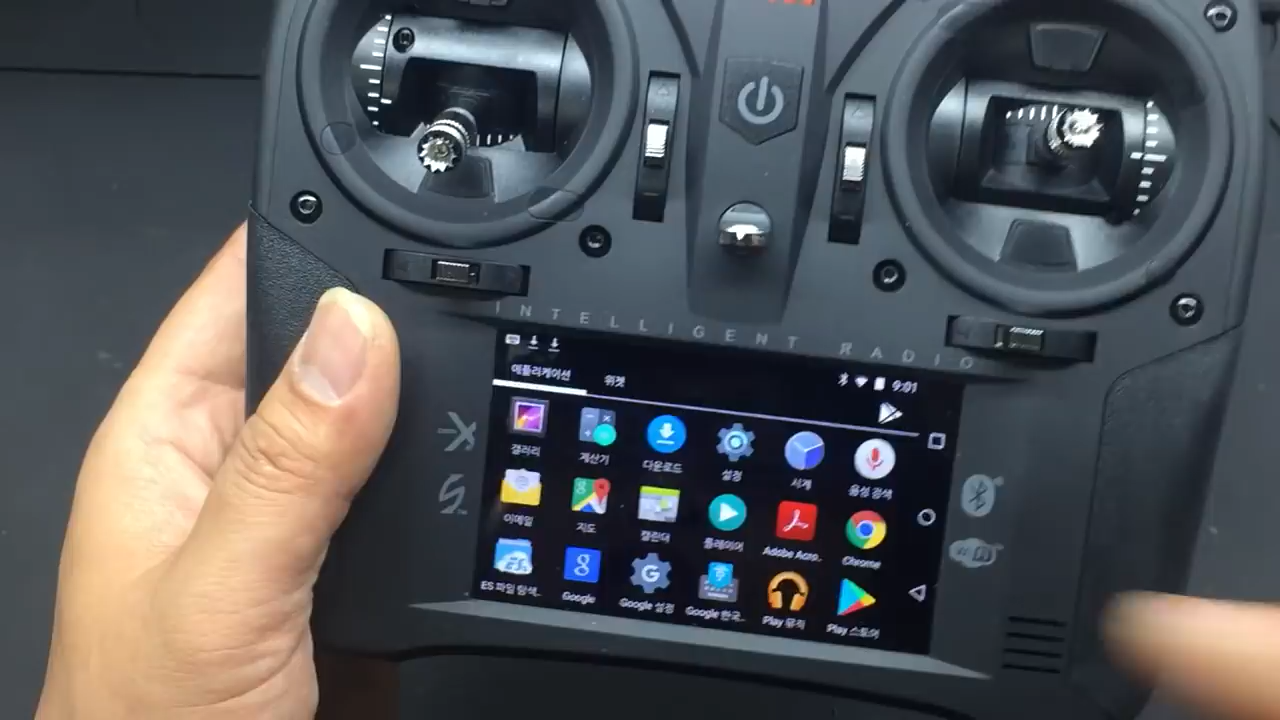 INTELLIGENT RADIO
애플리케이션 위젯
9:01
갤러리 계산기 다운로드 설정 시계 음성 검색
이메일 지도 캘린더 플레이어 Adobe Acro.. Chrome
ES 파일 탐색.. Google Google 설정 Google 한국.. Play 뮤직 Play 스토어